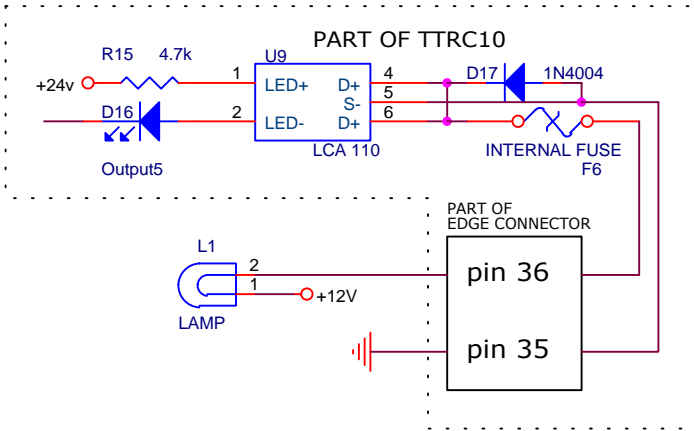 PART OF TTRC10
R15 4.7k
U9
+24v
1
LED+
D+
4
D17
1N4004
S-
5
D16
2
LED-
D+
6
LCA 110
Output5
INTERNAL FUSE
F6
PART OF
EDGE CONNECTOR
L1
2
1
+12V
LAMP
pin 36
pin 35